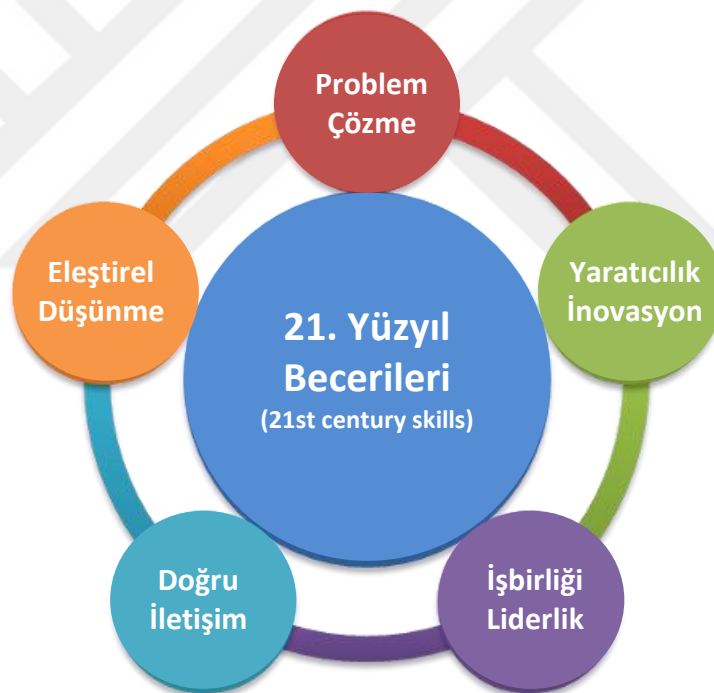 Problem
Çözme
Eleştirel
Düşünme
Yaratıcılık
İnovasyon
21. Yüzyıl
Becerileri
(21st century skills)
Doğru
İletişim
İşbirliği
Liderlik